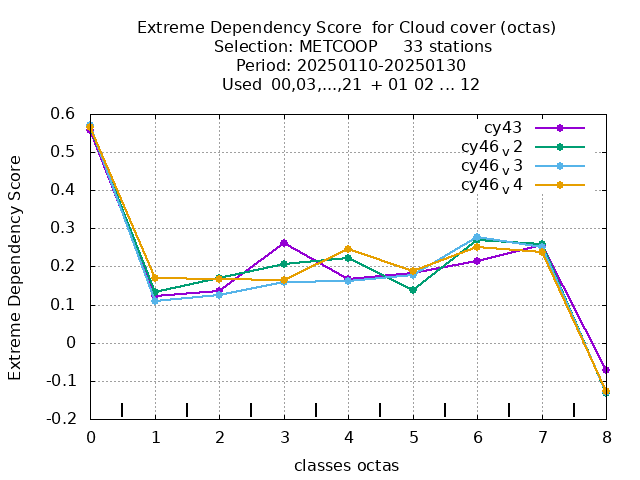 Extreme Dependency Score  for Cloud cover (octas)
Selection: METCOOP     33 stations
Period: 20250110-20250130
Used  00,03,...,21  + 01 02 ... 12
cy43
cy46 v 2
cy46 v 3
cy46 v 4
Extreme Dependency Score
0.6
0.5
0.4
0.3
0.2
0.1
0
-0.1
-0.2
0 1 2 3 4 5 6 7 8
classes octas